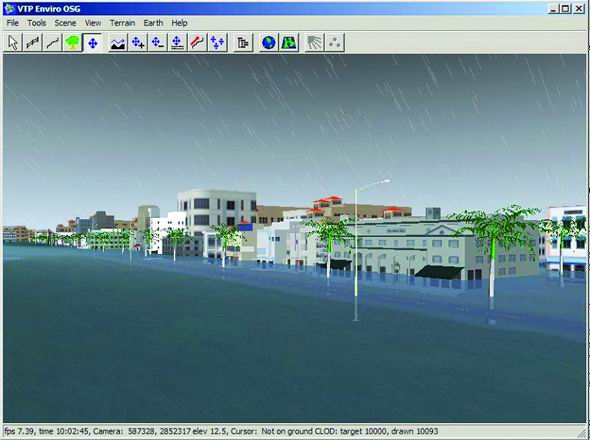 VTP Enviro OSG
File Tools Scene View Terrain Earth Help
fps 7.39, time 10:02:45, Camera: 587328, 2852317 elev 12.5, Cursor: Not on ground CLOD: target 10000, drawn 10093